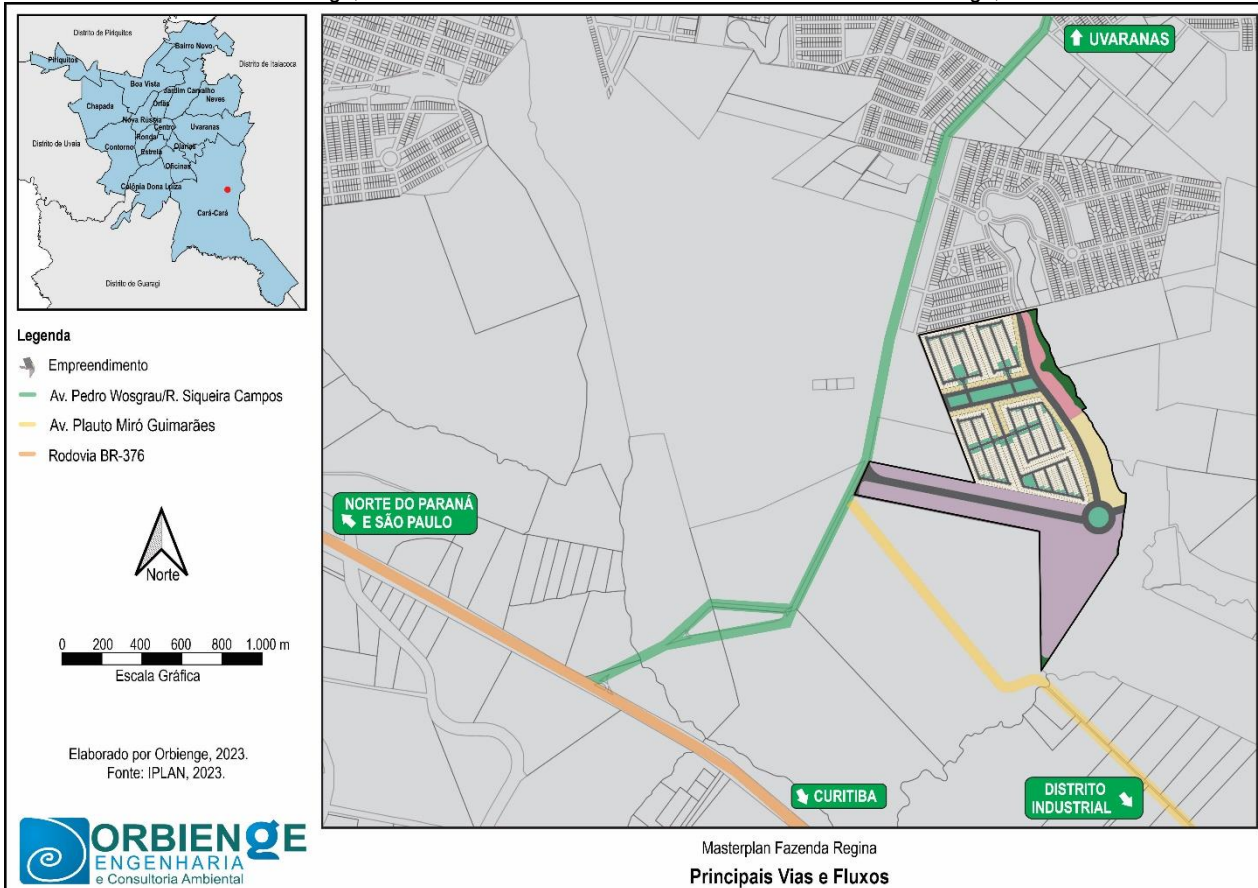 Distrito de Piriquitos
Bairro Novo
Piriquitos
Distrito de Itaiacoca
Boa Vista
Jardim Carvalho
Órfãs
Neves
Chapada
Nova Rússia
Centro
Uvaranas
Ronda
Contorno
Olarias
Estrela
Distrito de Uvaia
Oficinas
Colônia Dona Luiza
Cará-Cará
Distrito de Guaragi
Legenda
Empreendimento
Av. Pedro Wosgrau/R. Siqueira Campos
Av. Plauto Miró Guimarães
Rodovia BR-376
Norte
0 200 400 600 800 1.000 m
Escala Gráfica
Elaborado por Orbienge, 2023.
Fonte: IPLAN, 2023.
ORBIENGE
ENGENHARIA
e Consultoria Ambiental
UVARANAS
NORTE DO PARANÁ
E SÃO PAULO
CURITIBA
DISTRITO
INDUSTRIAL
Masterplan Fazenda Regina
Principais Vias e Fluxos